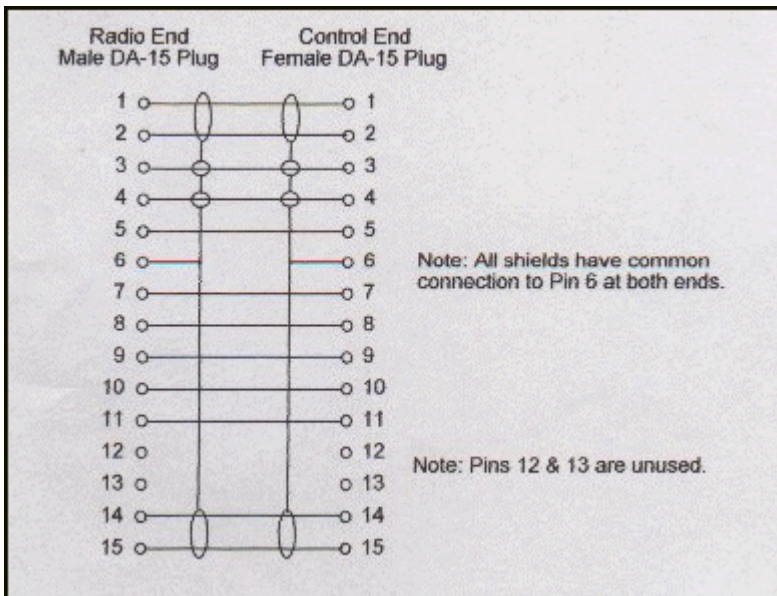 Radio End
Male DA-15 Plug
Control End
Female DA-15 Plug
1 1
2 2
3 3
4 4
5 5
6 6
Note: All shields have common
connection to Pin 6 at both ends.
7 7
8 8
9 9
10 10
11 11
12 12
Note: Pins 12 & 13 are unused.
13 13
14 14
15 15